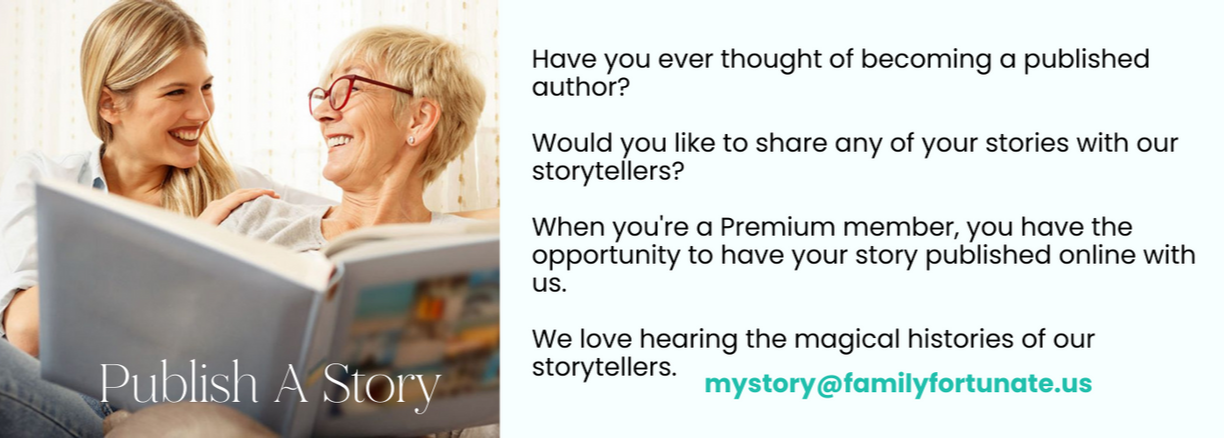 Have you ever thought of becoming a published
author?
Would you like to share any of your stories with our
storytellers?
When you're a Premium member, you have the
opportunity to have your story published online with
us.
We love hearing the magical histories of our
storytellers.
mystory@familyfortunate.us
Publish A Story